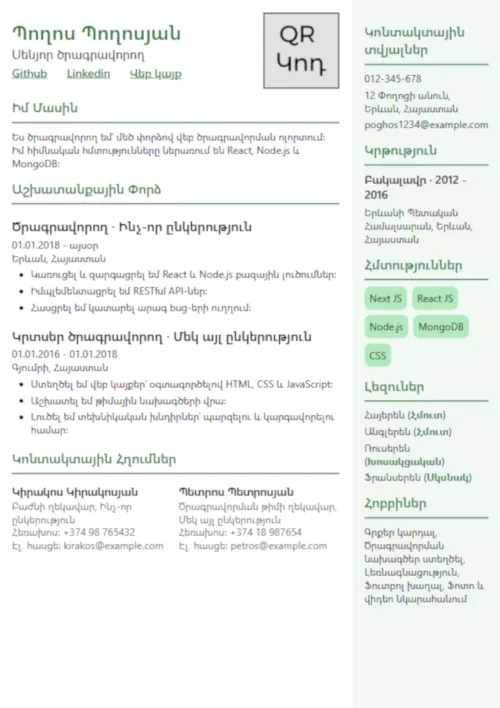 Պողոս Պողոսյան
Սենյոր ծրագրավորող
Github Linkedin Վեբ կայք
QR
Կոդ
Իմ Մասին
Ես ծրագրավորող եմ՝ մեծ փորձով վեբ ծրագրավորման ոլորտում:
Իմ հիմնական հմտությունները ներառում են React, Node.js և
MongoDB:
Աշխատանքային Փորձ
Ծրագրավորող · Ինչ-որ ընկերություն
01.01.2018 - այսօր
Երևան, Հայաստան
• Կառուցել և զարգացրել եմ React և Node.js բազային լուծումներ:
• Իմպլեմենտացրել եմ RESTful API-ներ:
• Հասցրել եմ կատարել արագ bug-երի ուղղում:
Կրտսեր ծրագրավորող · Մեկ այլ ընկերություն
01.01.2016 - 01.01.2018
Գյումրի, Հայաստան
• Ստեղծել եմ վեբ կայքեր՝ օգտագործելով HTML, CSS և JavaScript:
• Աշխատել եմ թիմային նախագծերի վրա:
• Լուծել եմ տեխնիկական խնդիրներ՝ պարզելու և կարգավորելու
համար:
Կոնտակտային Հղումներ
Կիրակոս Կիրակոսյան
Բաժնի ղեկավար, Ինչ-որ
ընկերություն
Հեռախոս: +374 98 765432
Էլ. հասցե: kirakos@example.com
Պետրոս Պետրոսյան
Ծրագրավորման թիմի ղեկավար,
Մեկ այլ ընկերություն
Հեռախոս: +374 18 987654
Էլ. հասցե: petros@example.com
Կոնտակտային
տվյալներ
012-345-678
12 Փողոցի անուն,
Երևան, Հայաստան
poghos1234@example.com
Կրթություն
Բակալավր · 2012 -
2016
Երևանի Պետական
Համալսարան, Երևան,
Հայաստան
Հմտություններ
Next JS React JS
Node.js MongoDB
CSS
Լեզուներ
Հայերեն (Հմուտ)
Անգլերեն (Հմուտ)
Ռուսերեն
(Խոսակցական)
Ֆրանսերեն (Սկսնակ)
Հոբբիներ
Գրքեր կարդալ,
Ծրագրավորման
նախագծեր ստեղծել,
Լեռնագնացություն,
Ֆուտբոլ խաղալ, Ֆոտո և
վիդեո նկարահանում